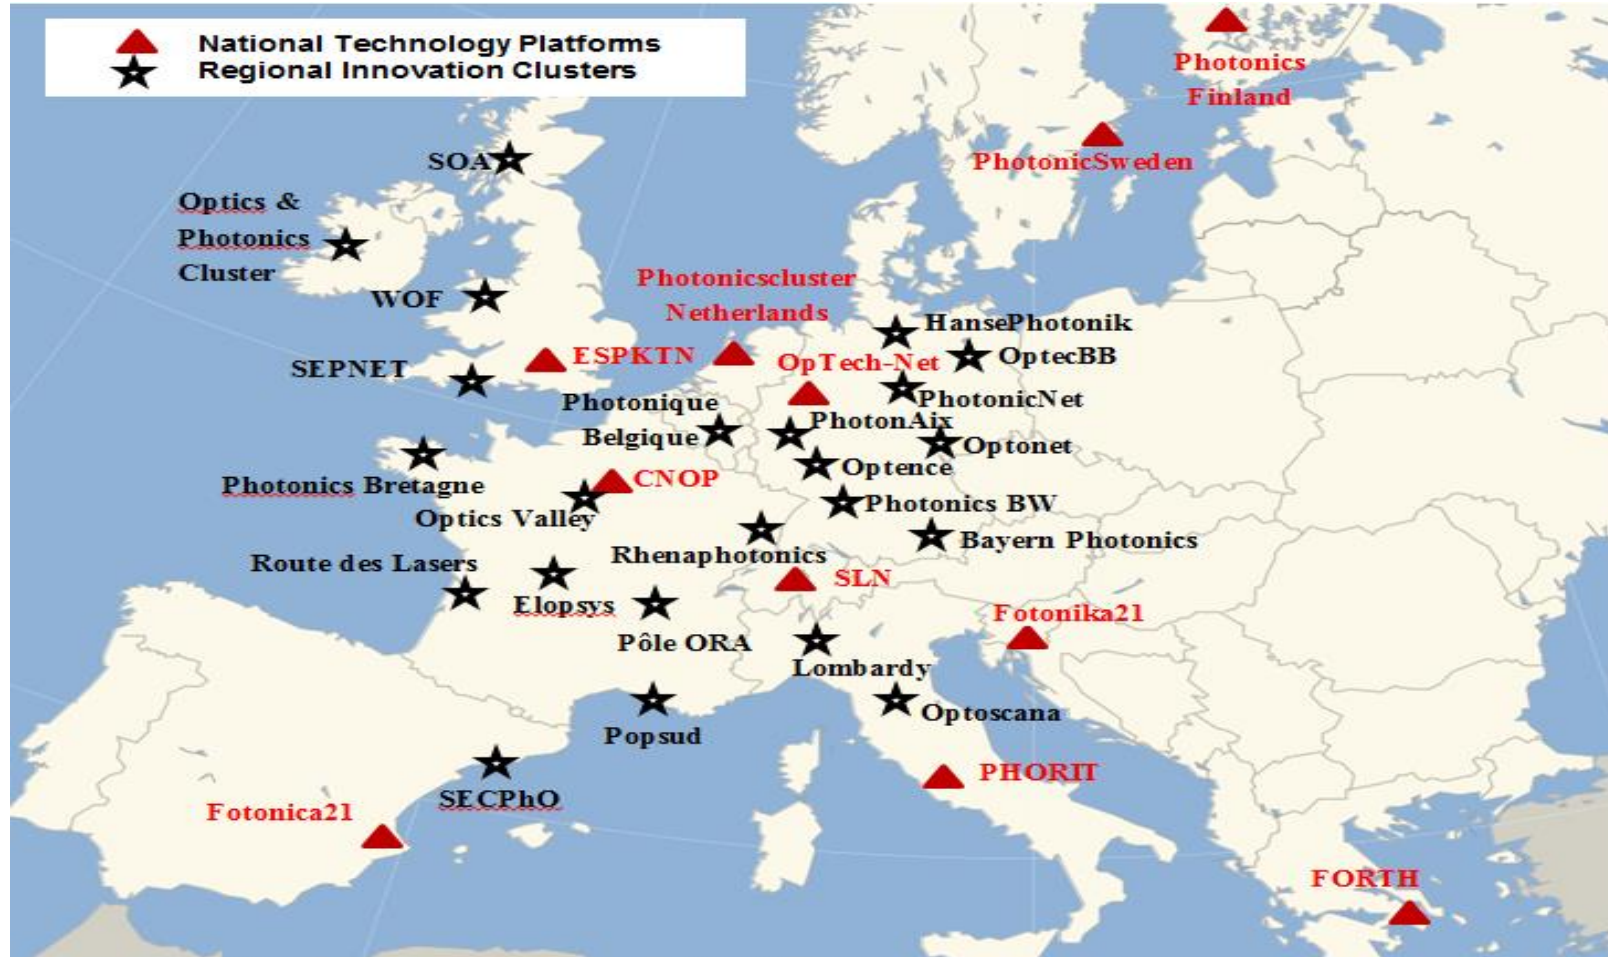 National Technology Platforms
Regional Innovation Clusters
Photonics
Finland
PhotonicSweden
SOA
Optics &
Photonics
Cluster
WOF
Photonicscluster
Netherlands
HansePhotonik
SEPNET
ESPKTN
OpTech-Net
OptecBB
Photonique
Belgique
PhotonicNet
PhotonAix
Optonet
Optence
CNOP
Photonics Bretagne
Optics Valley
Photonics BW
Bayern Photonics
Rhenaphotonics
Route des Lasers
SLN
Elopsys
Fotonika21
Pôle ORA
Lombardy
Optoscana
Popsud
PHORIT
SECPhO
Fotonica21
FORTH